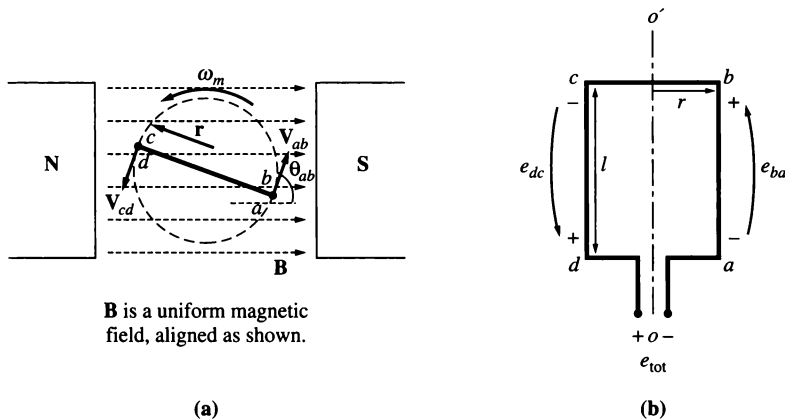 ω_m
r
c
d
V_ab
b
θ_ab
a
N
S
V_cd
B
B is a uniform magnetic
field, aligned as shown.
(a)
o′
c
b
−
+
r
e_dc
l
e_ba
+
−
d
a
+ o −
e_tot
(b)